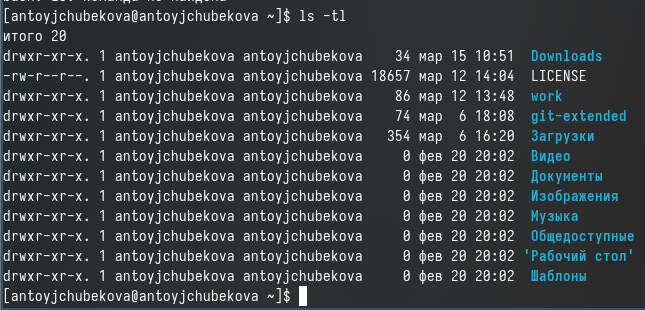 [antoyjchubekova@antoyjchubekova ~]$ ls -tl
итого 20
drwxr-xr-x. 1 antoyjchubekova antoyjchubekova    34 мар 15 10:51  Downloads
-rw-r--r--. 1 antoyjchubekova antoyjchubekova 18657 мар 12 14:04  LICENSE
drwxr-xr-x. 1 antoyjchubekova antoyjchubekova    86 мар 12 13:48  work
drwxr-xr-x. 1 antoyjchubekova antoyjchubekova    74 мар  6 18:08  git-extended
drwxr-xr-x. 1 antoyjchubekova antoyjchubekova   354 мар  6 16:20  Загрузки
drwxr-xr-x. 1 antoyjchubekova antoyjchubekova     0 фев 20 20:02  Видео
drwxr-xr-x. 1 antoyjchubekova antoyjchubekova     0 фев 20 20:02  Документы
drwxr-xr-x. 1 antoyjchubekova antoyjchubekova     0 фев 20 20:02  Изображения
drwxr-xr-x. 1 antoyjchubekova antoyjchubekova     0 фев 20 20:02  Музыка
drwxr-xr-x. 1 antoyjchubekova antoyjchubekova     0 фев 20 20:02  Общедоступные
drwxr-xr-x. 1 antoyjchubekova antoyjchubekova     0 фев 20 20:02 'Рабочий стол'
drwxr-xr-x. 1 antoyjchubekova antoyjchubekova     0 фев 20 20:02  Шаблоны
[antoyjchubekova@antoyjchubekova ~]$